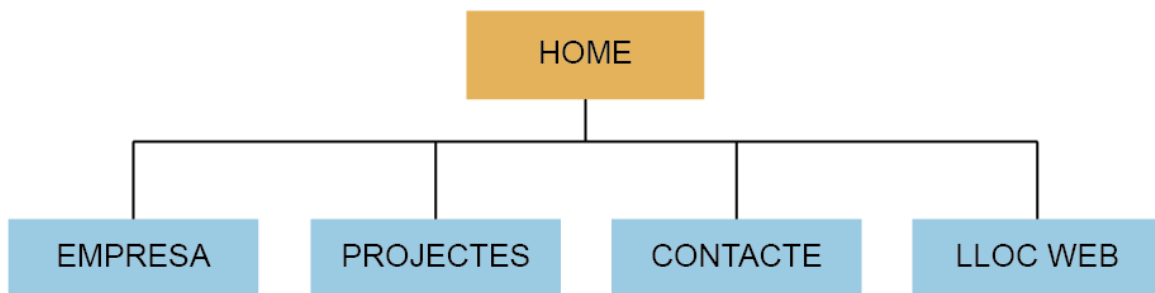 HOME
EMPRESA
PROJECTES
CONTACTE
LLOC WEB